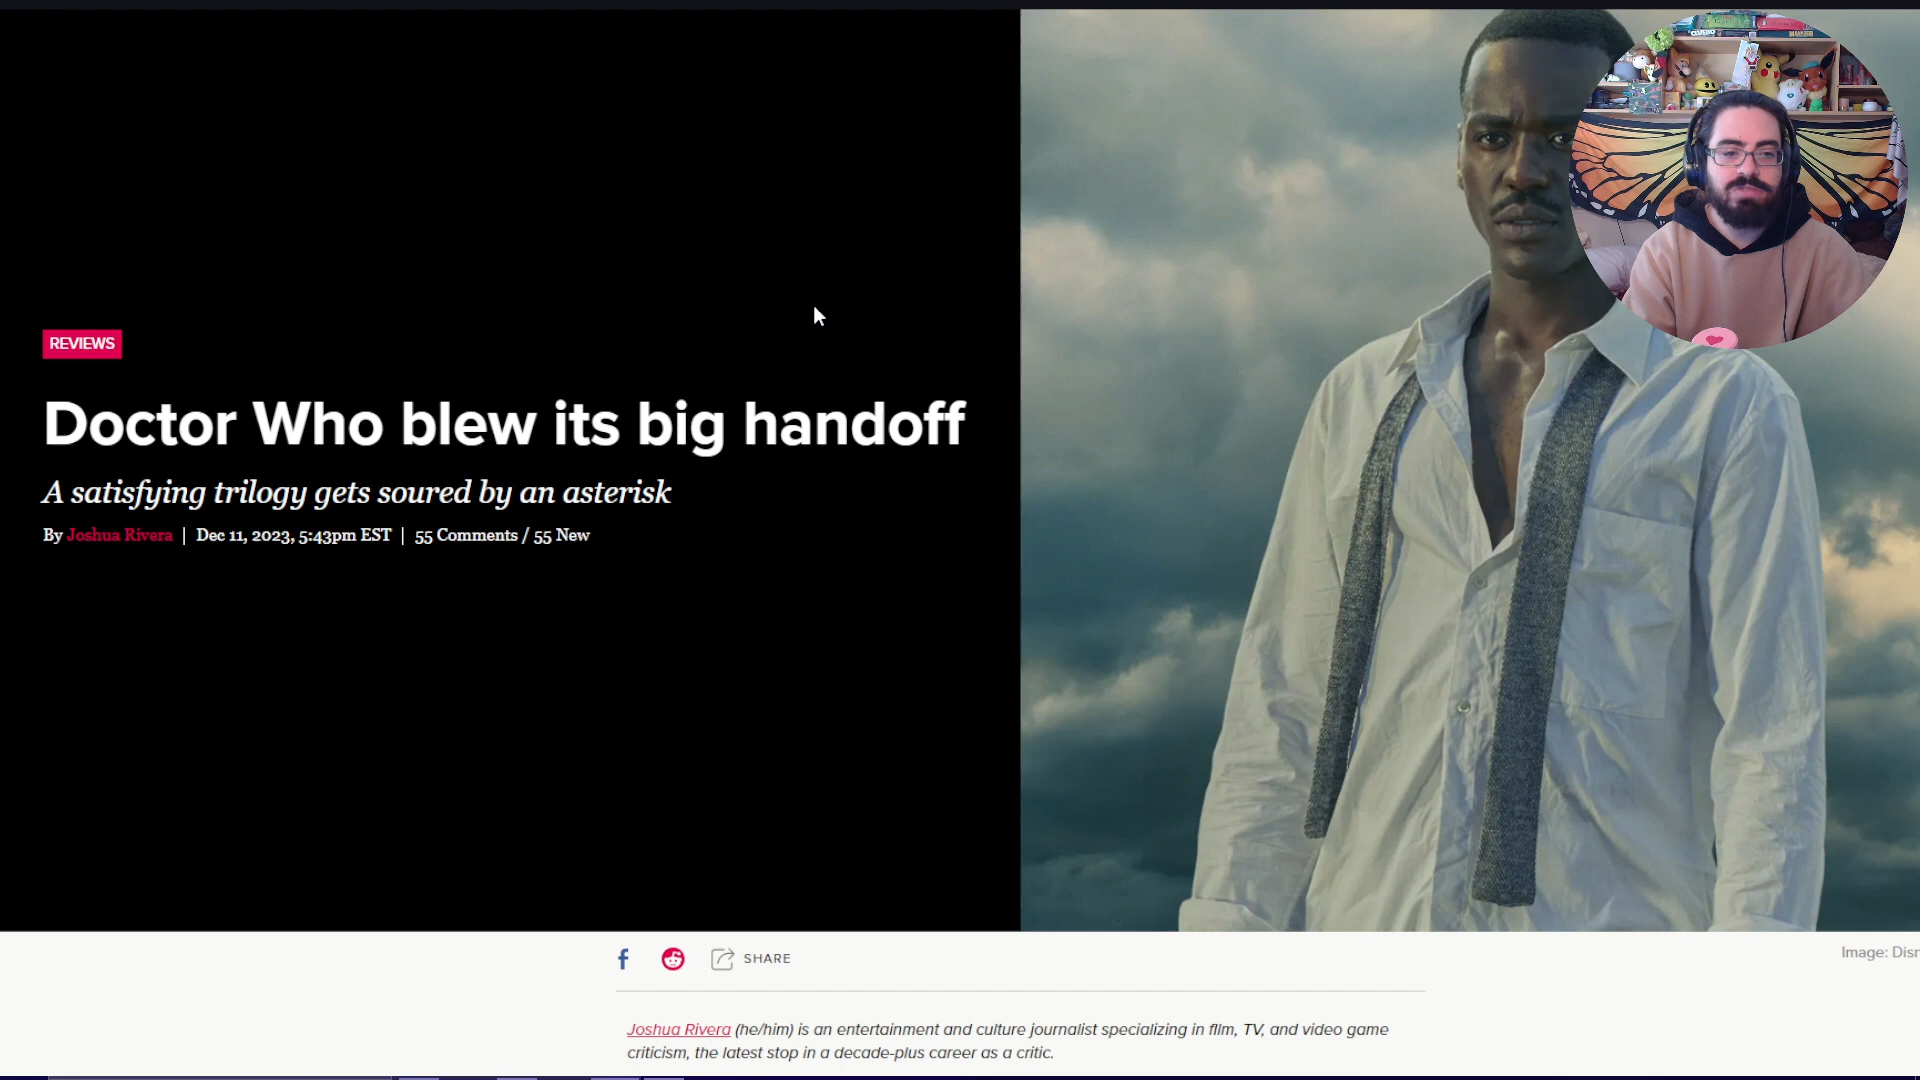 REVIEWS
Doctor Who blew its big handoff
A satisfying trilogy gets soured by an asterisk
By Joshua Rivera | Dec 11, 2023, 5:43pm EST | 55 Comments / 55 New
SHARE
Image: Disn
Joshua Rivera (he/him) is an entertainment and culture journalist specializing in film, TV, and video game
criticism, the latest stop in a decade-plus career as a critic.